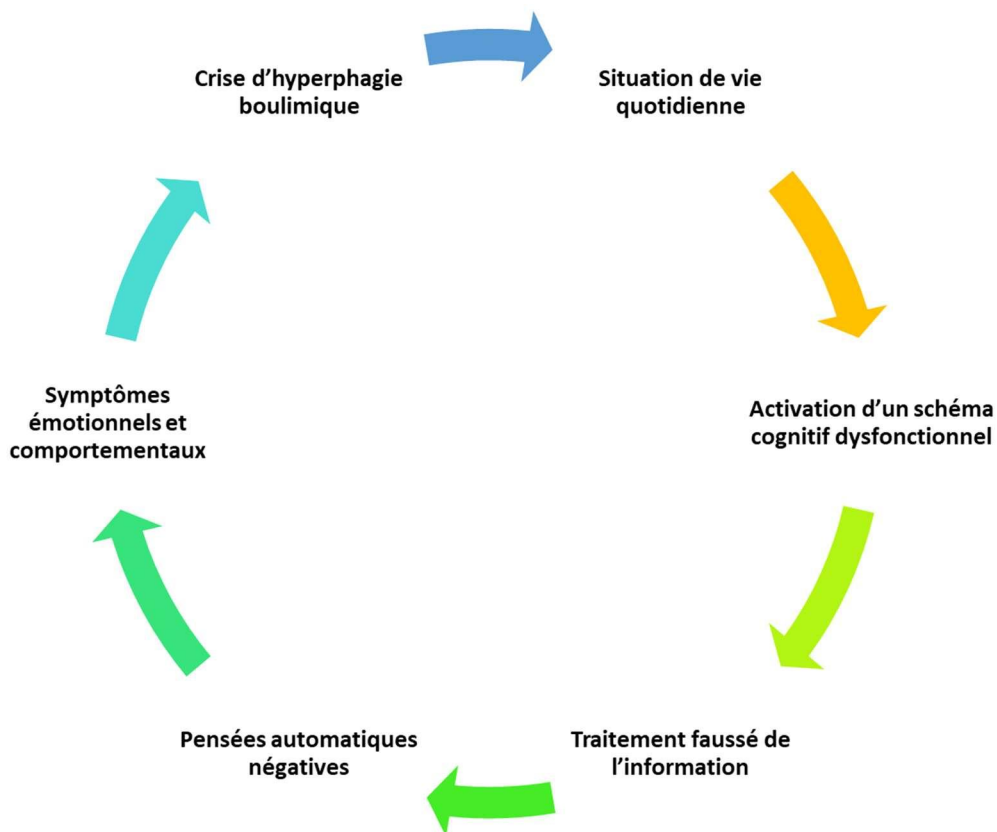 Crise d’hyperphagie
boulimique
Situation de vie
quotidienne
Activation d’un schéma
cognitif dysfonctionnel
Traitement faussé de
l’information
Pensées automatiques
négatives
Symptômes
émotionnels et
comportementaux